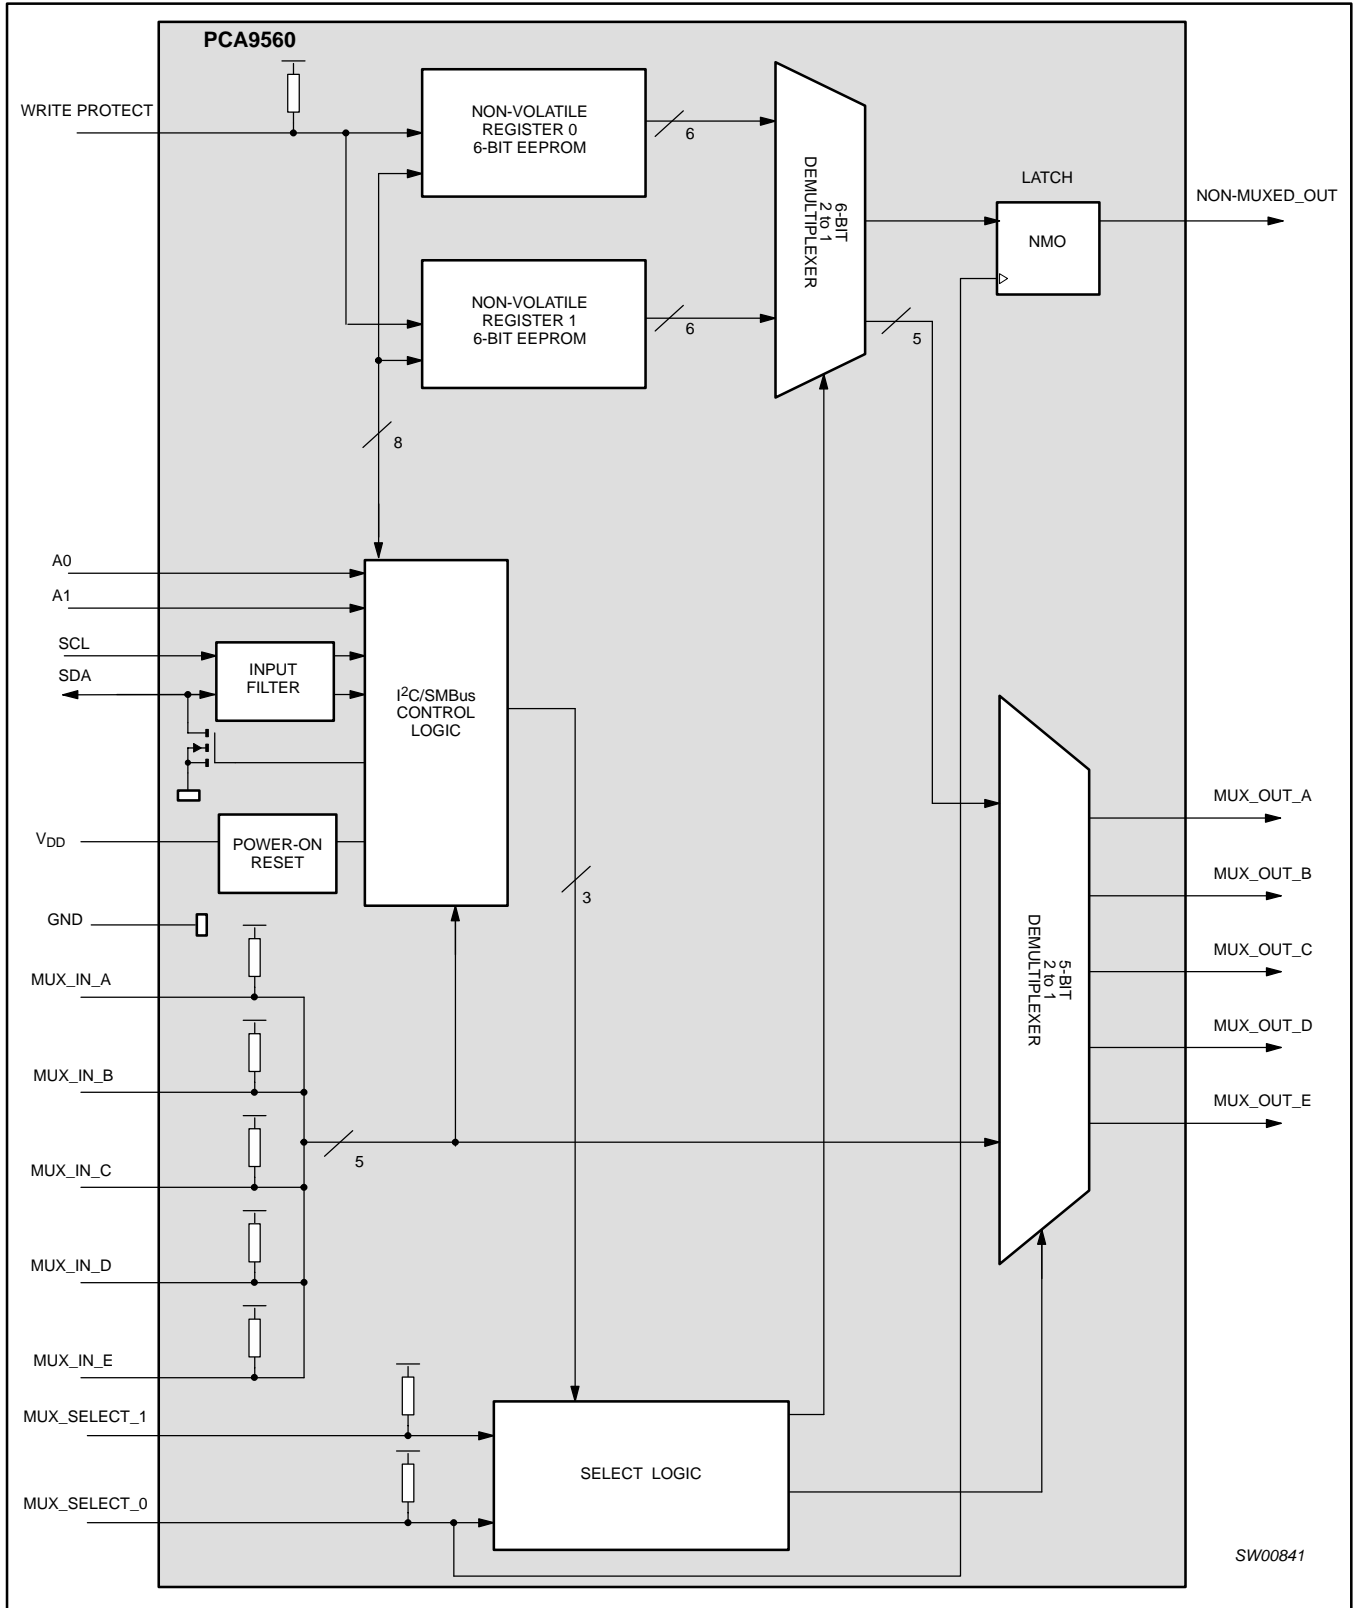 PCA9560
WRITE PROTECT
NON-VOLATILE
REGISTER 0
6-BIT EEPROM
6
6-BIT
2 to 1
DEMULTIPLEXER
LATCH
NMO
NON-MUXED_OUT
NON-VOLATILE
REGISTER 1
6-BIT EEPROM
6
5
8
A0
A1
SCL
SDA
INPUT
FILTER
I2C/SMBus
CONTROL
LOGIC
VDD
POWER-ON
RESET
GND
3
MUX_IN_A
MUX_IN_B
MUX_IN_C
MUX_IN_D
MUX_IN_E
5
5-BIT
2 to 1
DEMULTIPLEXER
MUX_OUT_A
MUX_OUT_B
MUX_OUT_C
MUX_OUT_D
MUX_OUT_E
MUX_SELECT_1
MUX_SELECT_0
SELECT LOGIC
SW00841